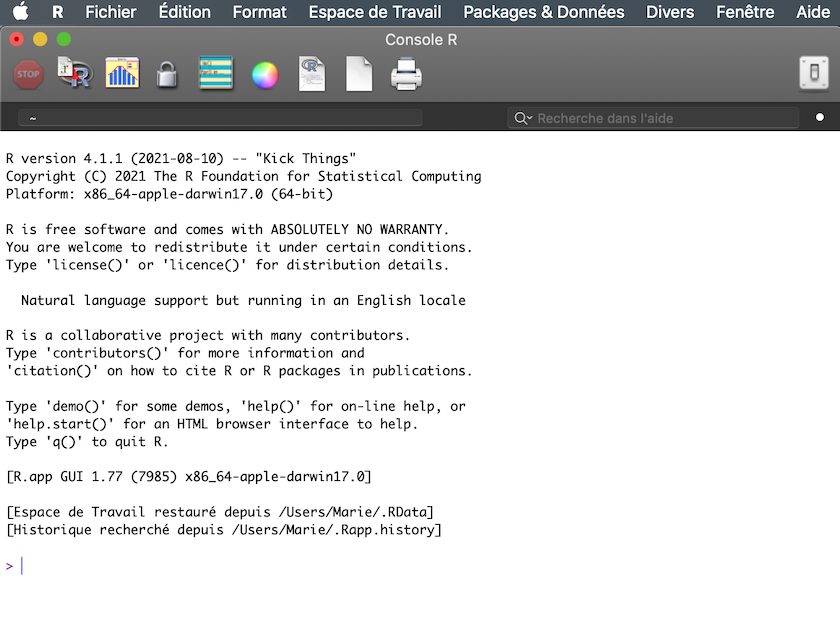 R Fichier Édition Format Espace de Travail Packages & Données Divers Fenêtre Aide
Console R
STOP
~
Recherche dans l'aide
R version 4.1.1 (2021-08-10) -- "Kick Things"
Copyright (C) 2021 The R Foundation for Statistical Computing
Platform: x86_64-apple-darwin17.0 (64-bit)
R is free software and comes with ABSOLUTELY NO WARRANTY.
You are welcome to redistribute it under certain conditions.
Type 'license()' or 'licence()' for distribution details.
Natural language support but running in an English locale
R is a collaborative project with many contributors.
Type 'contributors()' for more information and
'citation()' on how to cite R or R packages in publications.
Type 'demo()' for some demos, 'help()' for on-line help, or
'help.start()' for an HTML browser interface to help.
Type 'q()' to quit R.
[R.app GUI 1.77 (7985) x86_64-apple-darwin17.0]
[Espace de Travail restauré depuis /Users/Marie/.RData]
[Historique recherché depuis /Users/Marie/.Rapp.history]
>